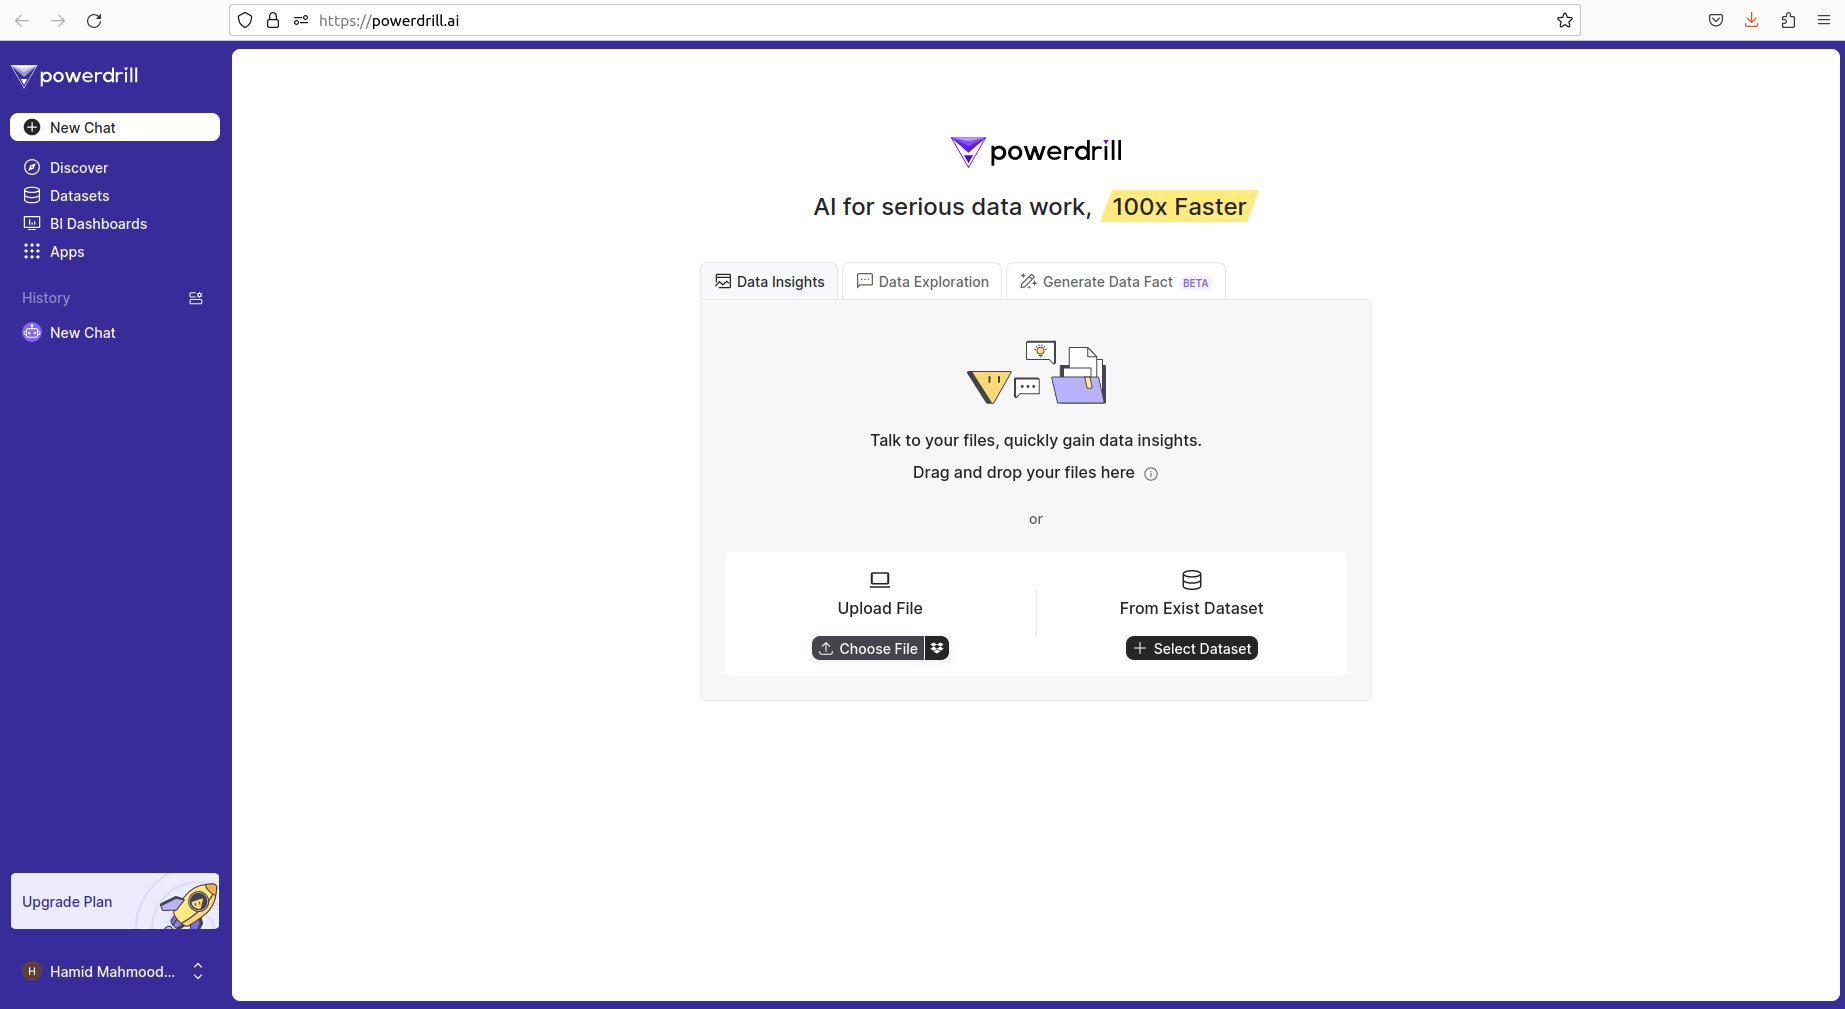 https://powerdrill.ai
powerdrill
New Chat
Discover
Datasets
BI Dashboards
Apps
History
New Chat
Upgrade Plan
H
Hamid Mahmood...
powerdrill
AI for serious data work, 100x Faster
Data Insights
Data Exploration
Generate Data Fact BETA
Talk to your files, quickly gain data insights.
Drag and drop your files here
or
Upload File
Choose File
From Exist Dataset
Select Dataset